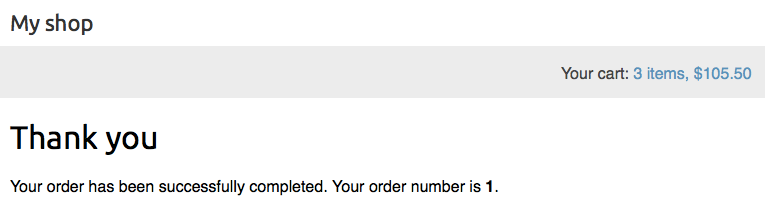 My shop
Your cart: 3 items, $105.50
Thank you
Your order has been successfully completed. Your order number is 1.